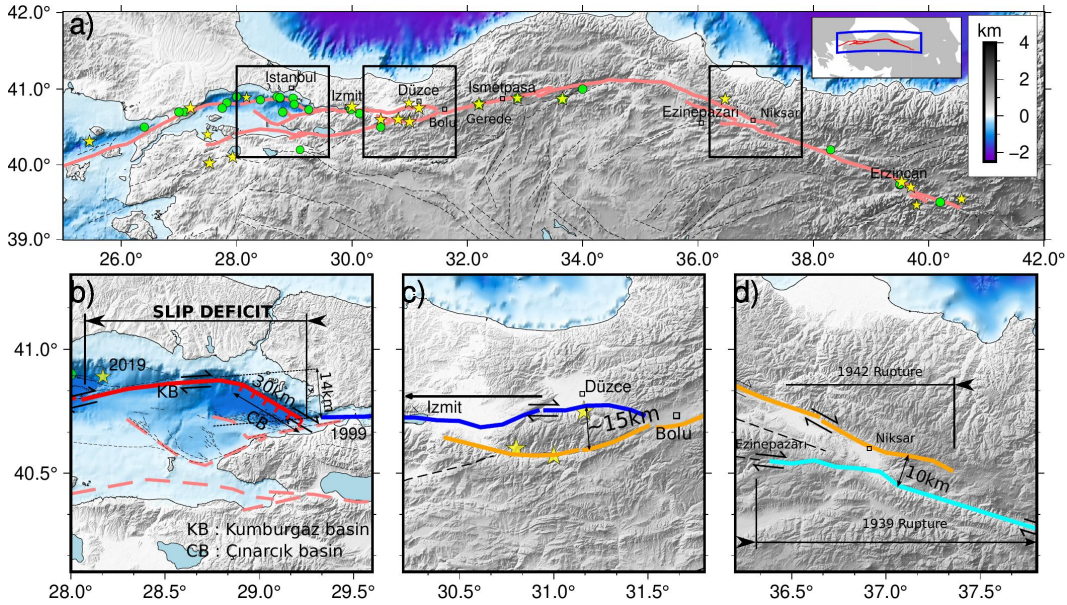 a)
42.0°
41.0°
40.0°
39.0°
Istanbul
Izmit
Düzce
Bolu
Ismetpasa
Gerede
Ezinepazarı
Niksar
Erzincan
km
4
2
0
−2
26.0°
28.0°
30.0°
32.0°
34.0°
36.0°
38.0°
40.0°
42.0°
b)
SLIP DEFICIT
2019
KB
30km
14km
CB
1999
KB : Kumburgaz basin
CB : Çınarcık basin
41.0°
40.5°
28.0°
28.5°
29.0°
29.5°
c)
Izmit
Düzce
~15km
Bolu
30.5°
31.0°
31.5°
d)
1942 Rupture
Ezinepazarı
Niksar
10km
1939 Rupture
36.5°
37.0°
37.5°